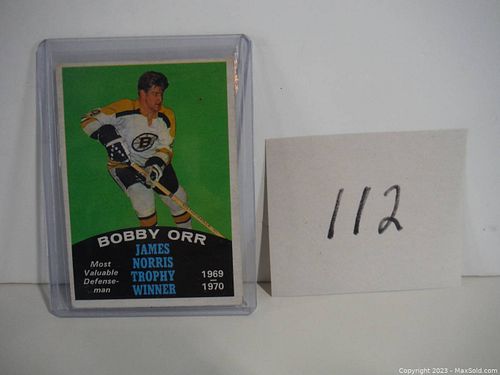 B
BOBBY ORR
JAMES
NORRIS
TROPHY
WINNER
Most
Valuable
Defense-
man
1969
1970
112
Copyright 2023 - MaxSold.com